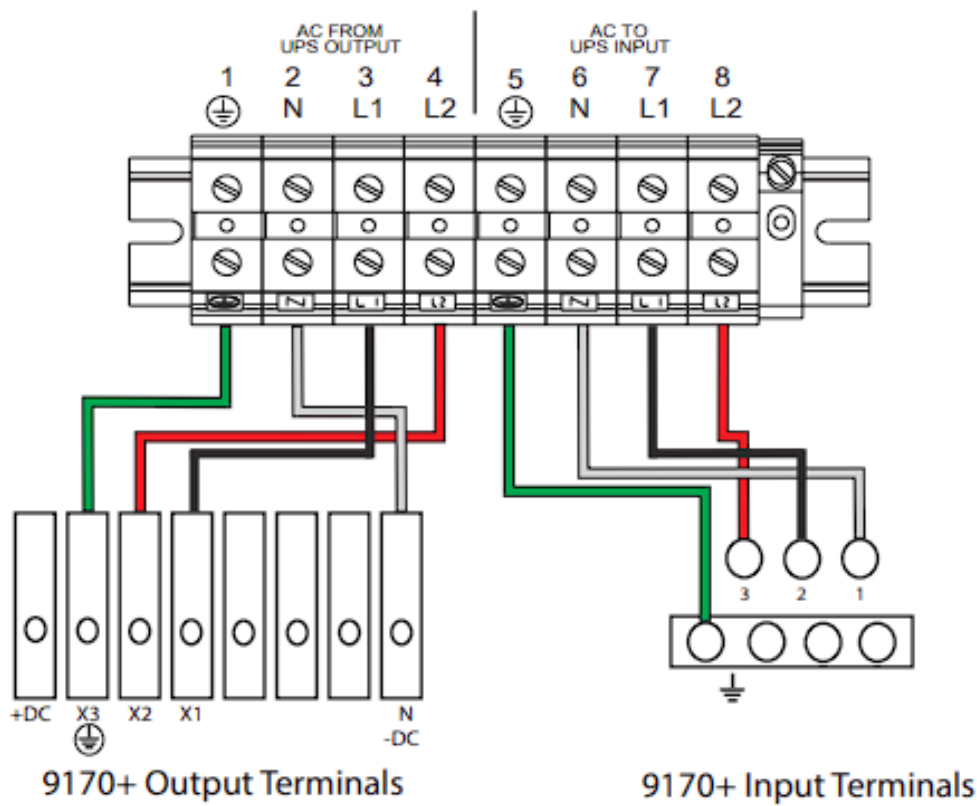 AC FROM
UPS OUTPUT
AC TO
UPS INPUT
1 2 3 4 5 6 7 8
N L1 L2 N L1 L2
N L1 L2 N L1 L2
3 2 1
+DC X3 X2 X1 N
-DC
9170+ Output Terminals
9170+ Input Terminals